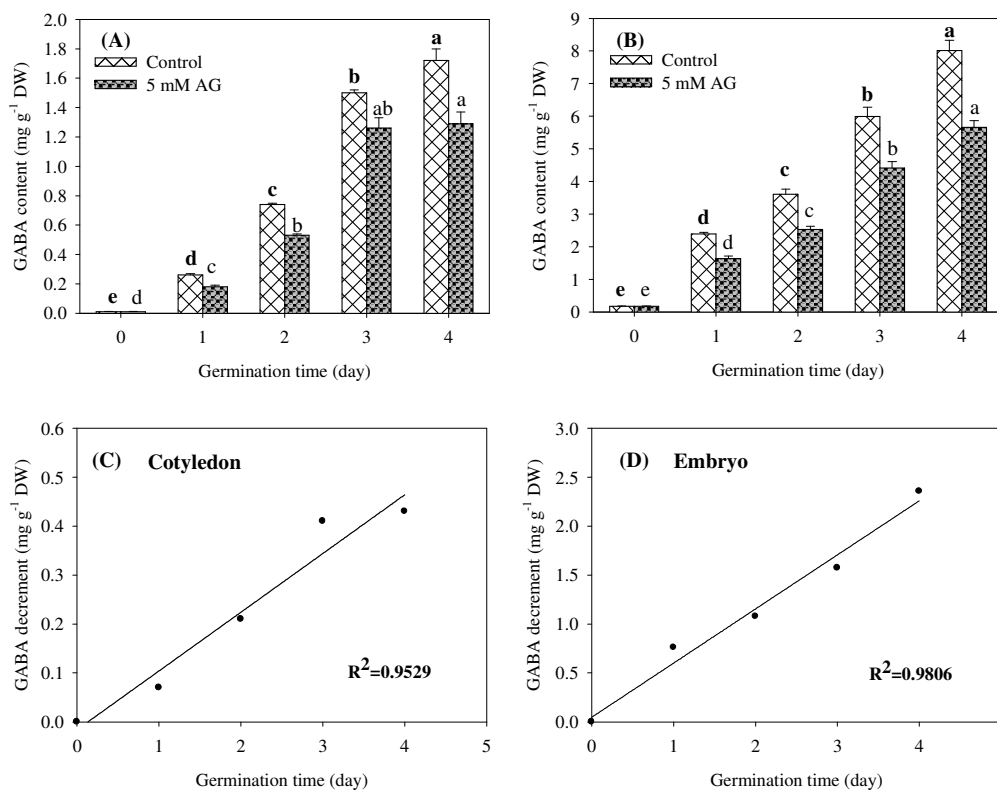 (A)
Control
5 mM AG
GABA content (mg g-1 DW)
2.0
1.8
1.6
1.4
1.2
1.0
0.8
0.6
0.4
0.2
0.0
e d
d c
c b
b ab
a a
0 1 2 3 4
Germination time (day)
(B)
Control
5 mM AG
GABA content (mg g-1 DW)
9
8
7
6
5
4
3
2
1
0
e e
d d
c c
b b
a a
0 1 2 3 4
Germination time (day)
(C) Cotyledon
GABA decrement (mg g-1 DW)
0.6
0.5
0.4
0.3
0.2
0.1
0.0
R2=0.9529
0 1 2 3 4 5
Germination time (day)
(D) Embryo
GABA decrement (mg g-1 DW)
3.0
2.5
2.0
1.5
1.0
0.5
0.0
R2=0.9806
0 1 2 3 4
Germination time (day)